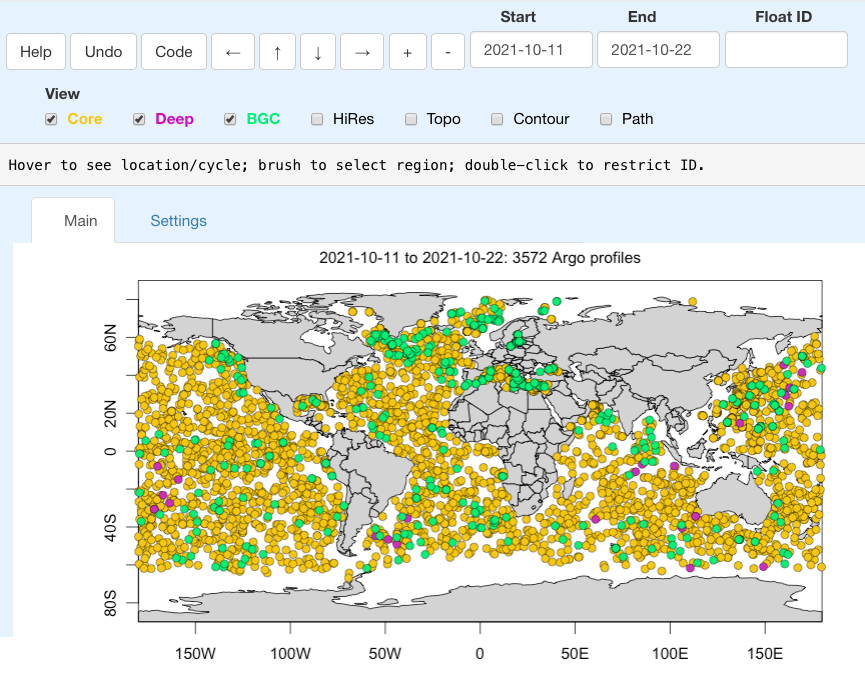 Start End Float ID
Help Undo Code ← ↑ ↓ → + - 2021-10-11 2021-10-22
View
Core Deep BGC HiRes Topo Contour Path
Hover to see location/cycle; brush to select region; double-click to restrict ID.
Main Settings
2021-10-11 to 2021-10-22: 3572 Argo profiles
60N
20N
0
40S
80S
150W 100W 50W 0 50E 100E 150E